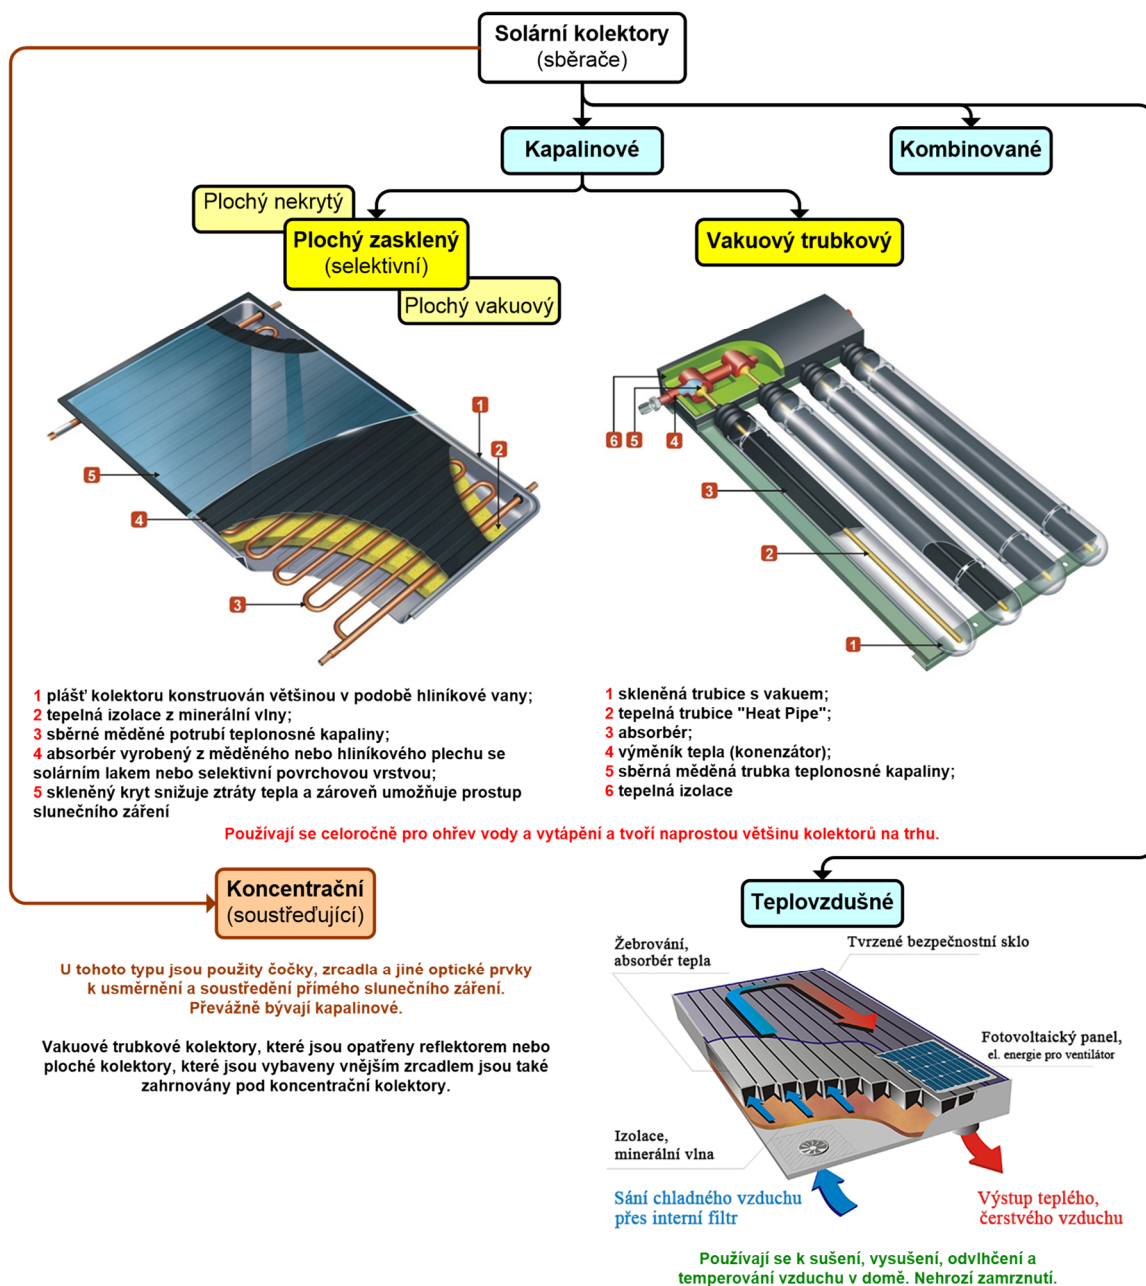 Solární kolektory
(sběrače)
Kapalinové
Kombinované
Plochý nekrytý
Plochý zasklený
(selektivní)
Plochý vakuový
Vakuový trubkový
1
2
5
4
3
6 5 4
3
2
1
1 plášť kolektoru konstruován většinou v podobě hliníkové vany;
2 tepelná izolace z minerální vlny;
3 sběrné měděné potrubí teplonosné kapaliny;
4 absorbér vyrobený z měděného nebo hliníkového plechu se
solárním lakem nebo selektivní povrchovou vrstvou;
5 skleněný kryt snižuje ztráty tepla a zároveň umožňuje prostup
slunečního záření
1 skleněná trubice s vakuem;
2 tepelná trubice "Heat Pipe";
3 absorbér;
4 výměník tepla (konenzátor);
5 sběrná měděná trubka teplonosné kapaliny;
6 tepelná izolace
Používají se celoročně pro ohřev vody a vytápění a tvoří naprostou většinu kolektorů na trhu.
Koncentrační
(soustřeďující)
U tohoto typu jsou použity čočky, zrcadla a jiné optické prvky
k usměrnění a soustředění přímého slunečního záření.
Převážně bývají kapalinové.
Vakuové trubkové kolektory, které jsou opatřeny reflektorem nebo
ploché kolektory, které jsou vybaveny vnějším zrcadlem jsou také
zahrnovány pod koncentrační kolektory.
Teplovzdušné
Žebrování,
absorbér tepla
Tvrzené bezpečnostní sklo
Fotovoltaický panel,
el. energie pro ventilátor
Izolace,
minerální vlna
Sání chladného vzduchu
přes interní filtr
Výstup teplého,
čerstvého vzduchu
Používají se k sušení, vysušení, odvlhčení a
temperování vzduchu v domě. Nehrozí zamrznutí.